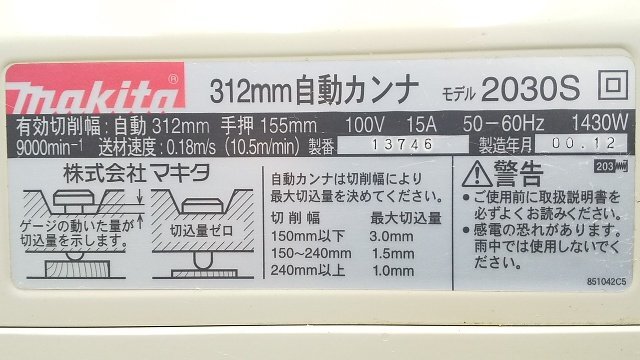 makita® 312mm自動カンナ モデル 2030S
有効切削幅:自動 312mm 手押 155mm 100V 15A 50−60Hz 1430W
9000min⁻¹ 送材速度:0.18m/s (10.5m/min) 製番 13746 製造年月 00.12
株式会社マキタ
ゲージの動いた量が
切込量を示します。
切込量ゼロ
自動カンナは切削幅により
最大切込量を決めてください。
切削幅 最大切込量
150mm以下 3.0mm
150〜240mm 1.5mm
240mm以上 1.0mm
⚠警告 203
● ご使用前に取扱説明書を
必ずよくお読みください。
● 感電の恐れがあります。
雨中では使用しないで
ください。
851042C5